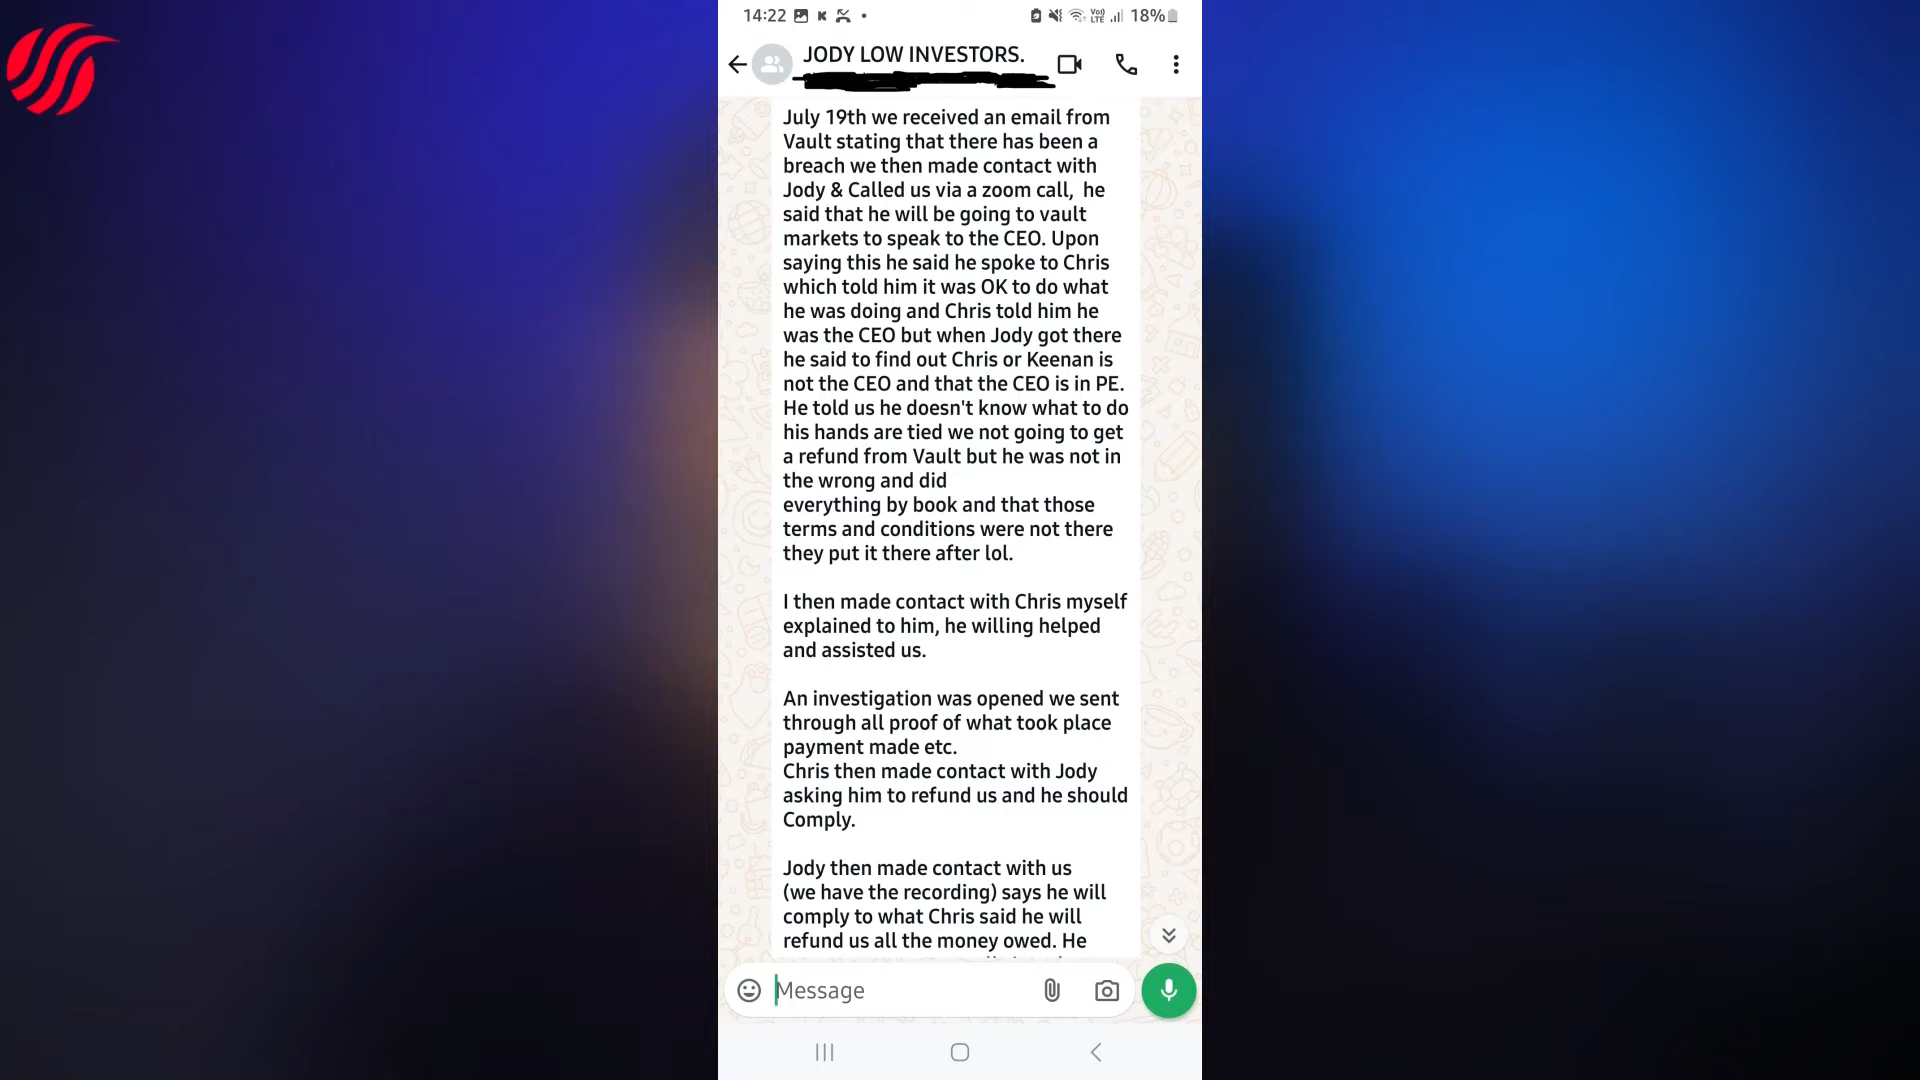 14:22
Vo)) LTE
18%
JODY LOW INVESTORS.
July 19th we received an email from
Vault stating that there has been a
breach we then made contact with
Jody & Called us via a zoom call,  he
said that he will be going to vault
markets to speak to the CEO. Upon
saying this he said he spoke to Chris
which told him it was OK to do what
he was doing and Chris told him he
was the CEO but when Jody got there
he said to find out Chris or Keenan is
not the CEO and that the CEO is in PE.
He told us he doesn't know what to do
his hands are tied we not going to get
a refund from Vault but he was not in
the wrong and did
everything by book and that those
terms and conditions were not there
they put it there after lol.
I then made contact with Chris myself
explained to him, he willing helped
and assisted us.
An investigation was opened we sent
through all proof of what took place
payment made etc.
Chris then made contact with Jody
asking him to refund us and he should
Comply.
Jody then made contact with us
(we have the recording) says he will
comply to what Chris said he will
refund us all the money owed. He
Message